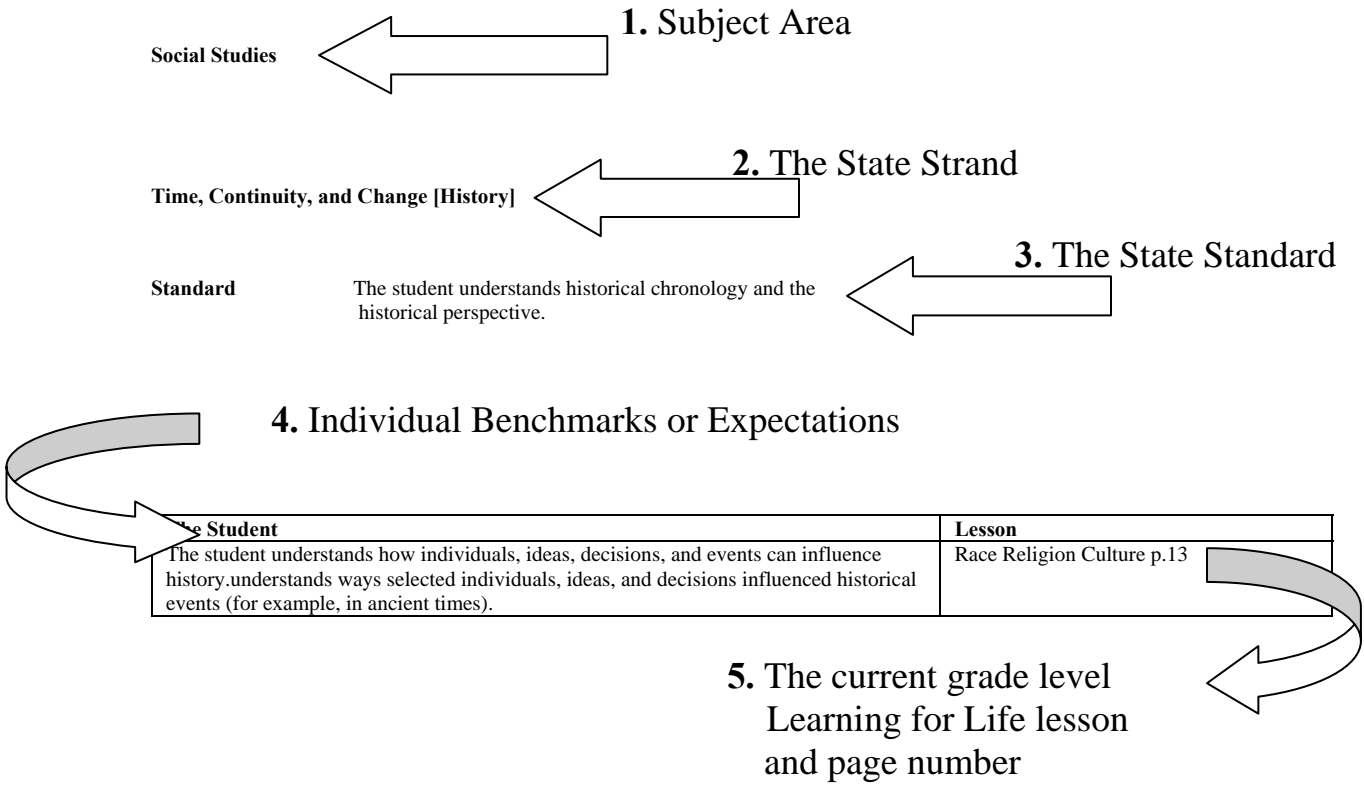 1. Subject Area
Social Studies
2. The State Strand
Time, Continuity, and Change [History]
3. The State Standard
Standard The student understands historical chronology and the
historical perspective.
4. Individual Benchmarks or Expectations
The Student Lesson
The student understands how individuals, ideas, decisions, and events can influence Race Religion Culture p.13
history.understands ways selected individuals, ideas, and decisions influenced historical
events (for example, in ancient times).
5. The current grade level
Learning for Life lesson
and page number